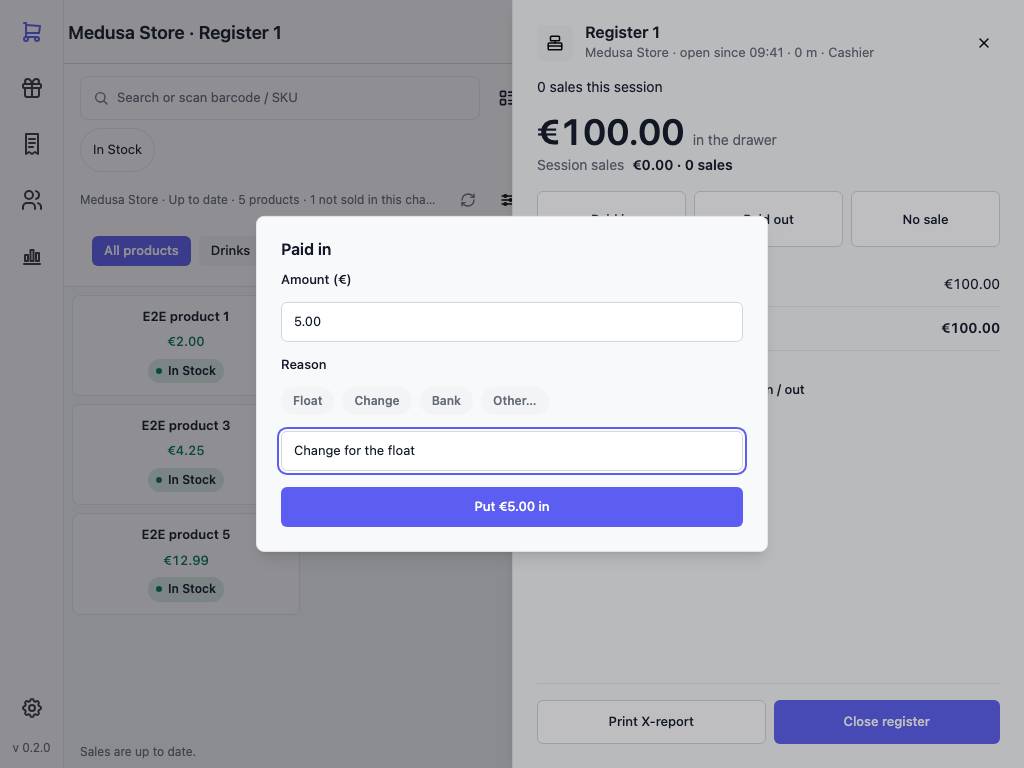 Medusa Store · Register 1
Search or scan barcode / SKU
In Stock
Medusa Store · Up to date · 5 products · 1 not sold in this cha...
All products
Drinks
E2E product 1
€2.00
In Stock
E2E product 3
€4.25
In Stock
E2E product 5
€12.99
In Stock
v 0.2.0
Sales are up to date.
Register 1
Medusa Store · open since 09:41 · 0 m · Cashier
0 sales this session
€100.00 in the drawer
Session sales €0.00 · 0 sales
No sale
€100.00
€100.00
/ out
Print X-report
Close register
Paid in
Amount (€)
5.00
Reason
Float
Change
Bank
Other...
Change for the float
Put €5.00 in